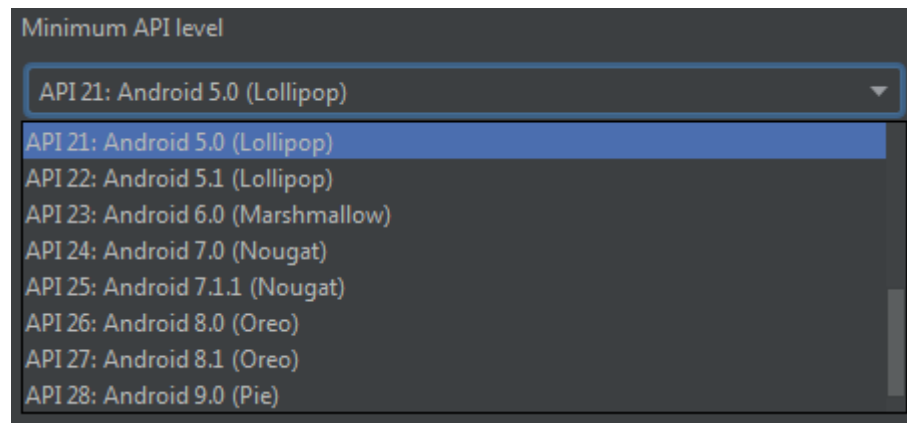 Minimum API level
API 21: Android 5.0 (Lollipop)
API 21: Android 5.0 (Lollipop)
API 22: Android 5.1 (Lollipop)
API 23: Android 6.0 (Marshmallow)
API 24: Android 7.0 (Nougat)
API 25: Android 7.1.1 (Nougat)
API 26: Android 8.0 (Oreo)
API 27: Android 8.1 (Oreo)
API 28: Android 9.0 (Pie)